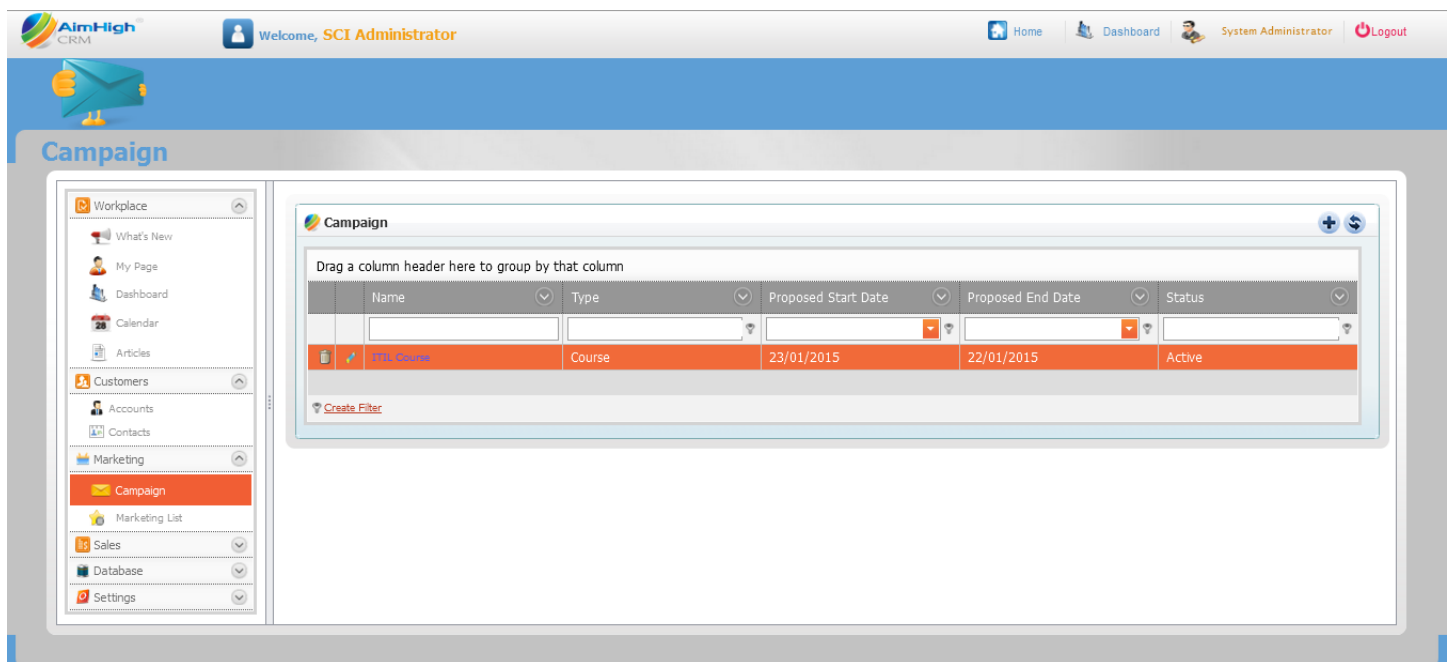 AimHigh
CRM
Welcome, SCI Administrator
Home
Dashboard
System Administrator
Logout
Campaign
Workplace
What's New
My Page
Dashboard
28
Calendar
Articles
Customers
Accounts
Contacts
Marketing
Campaign
Marketing List
Sales
Database
Settings
Campaign
Drag a column header here to group by that column
Name Type Proposed Start Date Proposed End Date Status
ITIL Course Course 23/01/2015 22/01/2015 Active
Create Filter